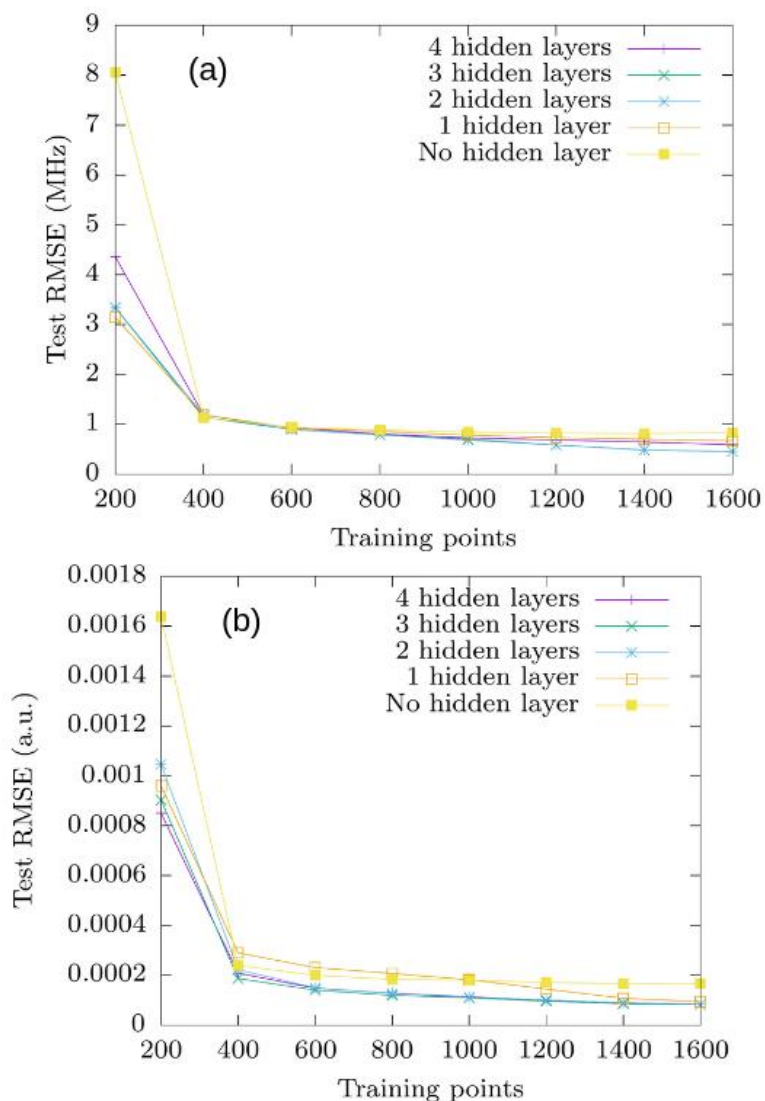 9
8
7
6
5
4
3
2
1
0
Test RMSE (MHz)
(a)
4 hidden layers
3 hidden layers
2 hidden layers
1 hidden layer
No hidden layer
200 400 600 800 1000 1200 1400 1600
Training points
0.0018
0.0016
0.0014
0.0012
0.001
0.0008
0.0006
0.0004
0.0002
0
Test RMSE (a.u.)
(b)
4 hidden layers
3 hidden layers
2 hidden layers
1 hidden layer
No hidden layer
200 400 600 800 1000 1200 1400 1600
Training points